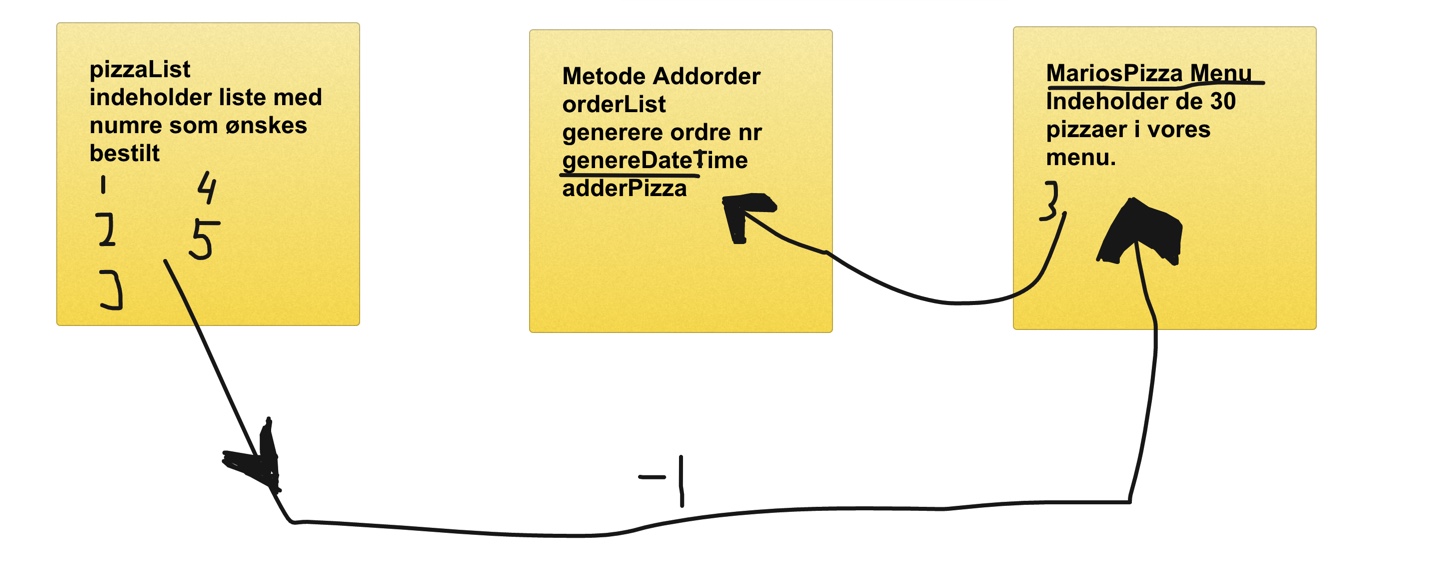 pizzaList
indeholder liste med
numre som ønskes
bestilt
1 4
2 5
3
Metode Addorder
orderList
generere ordre nr
genereDateTime
adderPizza
MariosPizza Menu
Indeholder de 30
pizzaer i vores
menu.
3
-1